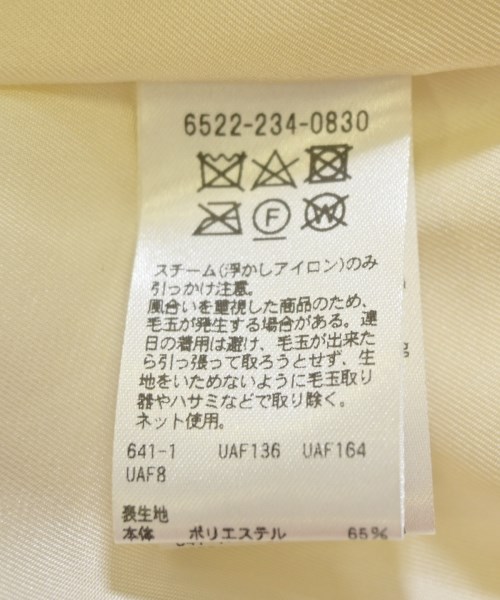 6522-234-0830
F
W
スチーム(浮かしアイロン)のみ
引っかけ注意。
風合いを重視した商品のため、
毛玉が発生する場合がある。連
日の着用は避け、毛玉が出来た
ら引っ張って取ろうとせず、生
地をいためないように毛玉取り
器やハサミなどで取り除く。
ネット使用。
641-1 UAF136 UAF164
UAF8
表生地
本体 ポリエステル 65%